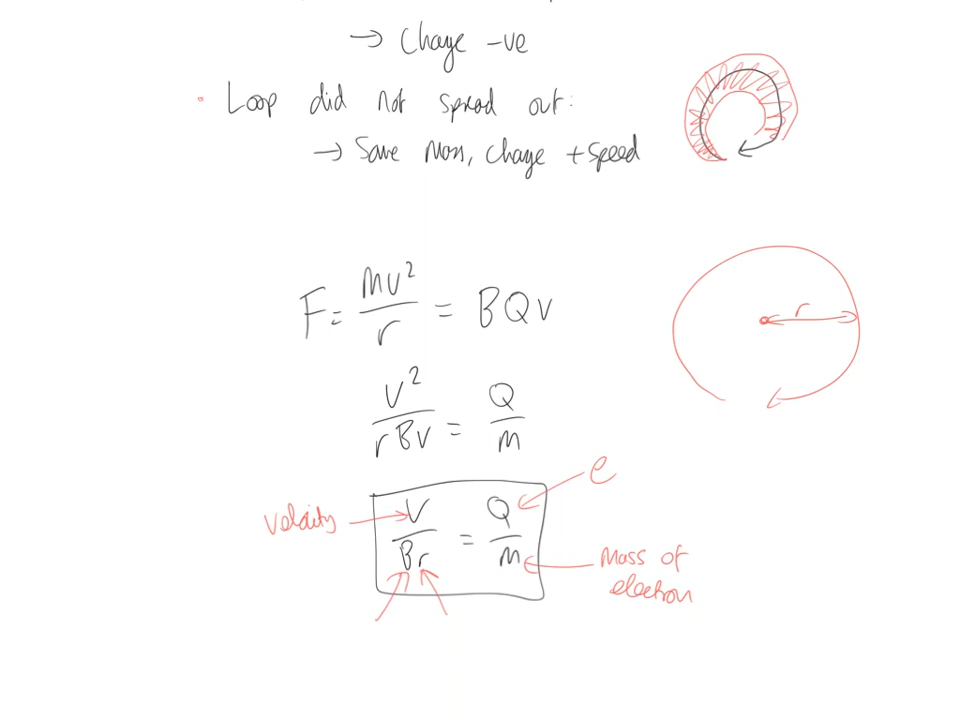 → Charge -ve
• Loop did not spread out:
→ Same Mass, Charge + Speed
F = mv²/r = BQv
r
v²/rBv = Q/m
e
Velocity
v/Br = Q/m
Mass of
electron